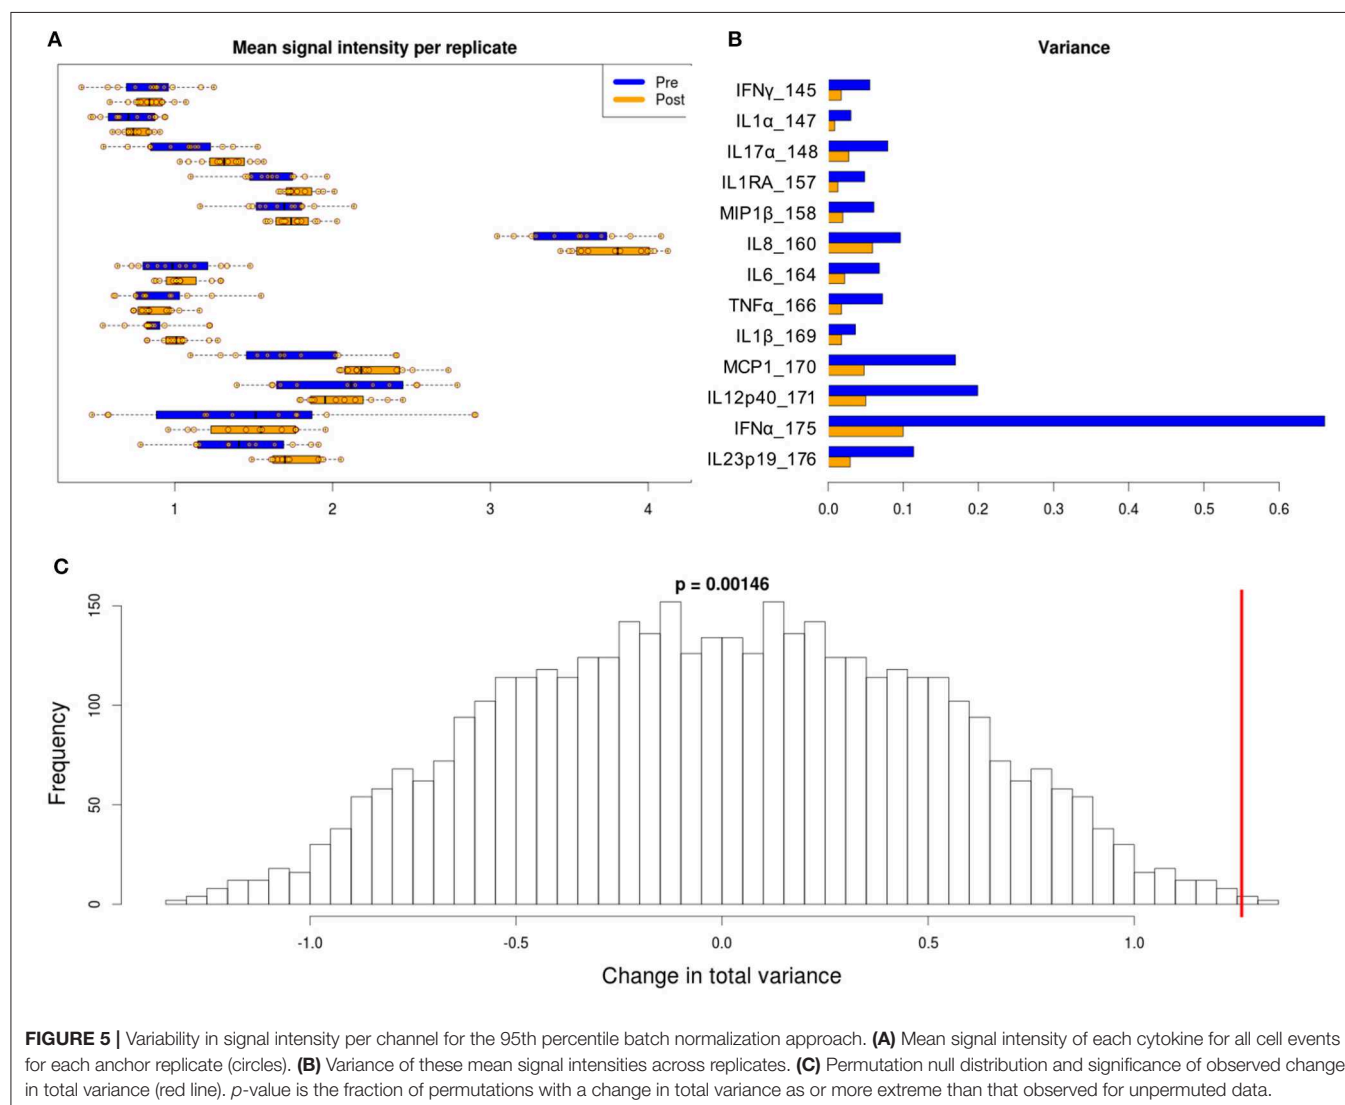 A
Mean signal intensity per replicate
Pre
Post
1 2 3 4
B
Variance
IFNγ_145
IL1α_147
IL17α_148
IL1RA_157
MIP1β_158
IL8_160
IL6_164
TNFα_166
IL1β_169
MCP1_170
IL12p40_171
IFNα_175
IL23p19_176
0.0 0.1 0.2 0.3 0.4 0.5 0.6
C
p = 0.00146
Frequency
150
100
50
0
-1.0 -0.5 0.0 0.5 1.0
Change in total variance
FIGURE 5 | Variability in signal intensity per channel for the 95th percentile batch normalization approach. (A) Mean signal intensity of each cytokine for all cell events
for each anchor replicate (circles). (B) Variance of these mean signal intensities across replicates. (C) Permutation null distribution and significance of observed change
in total variance (red line). p-value is the fraction of permutations with a change in total variance as or more extreme than that observed for unpermuted data.